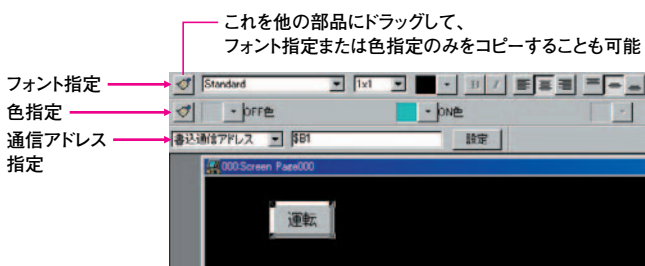 これを他の部品にドラッグして、
フォント指定または色指定のみをコピーすることも可能
フォント指定
Standard 1x1 B I
色指定
OFF色 ON色
通信アドレス
指定
書込通信アドレス $B1 設定
000:Screen Page000
運転